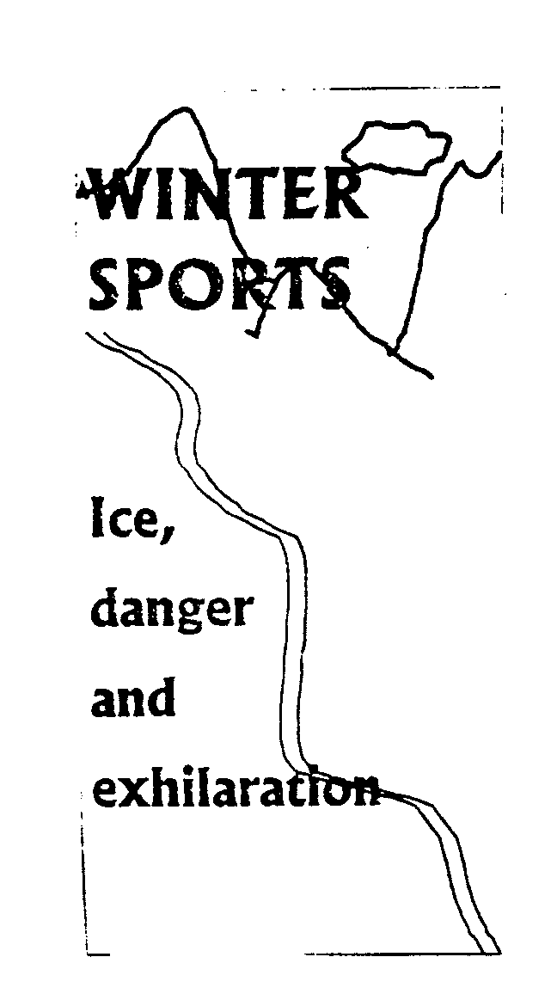 WINTER
SPORTS
Ice,
danger
and
exhilaration